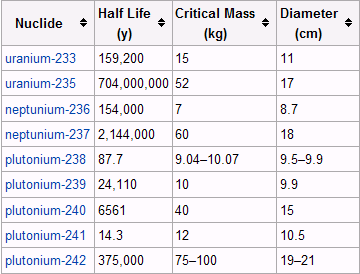 Nuclide Half Life (y) Critical Mass (kg) Diameter (cm)
uranium-233 159,200 15 11
uranium-235 704,000,000 52 17
neptunium-236 154,000 7 8.7
neptunium-237 2,144,000 60 18
plutonium-238 87.7 9.04–10.07 9.5–9.9
plutonium-239 24,110 10 9.9
plutonium-240 6561 40 15
plutonium-241 14.3 12 10.5
plutonium-242 375,000 75–100 19–21